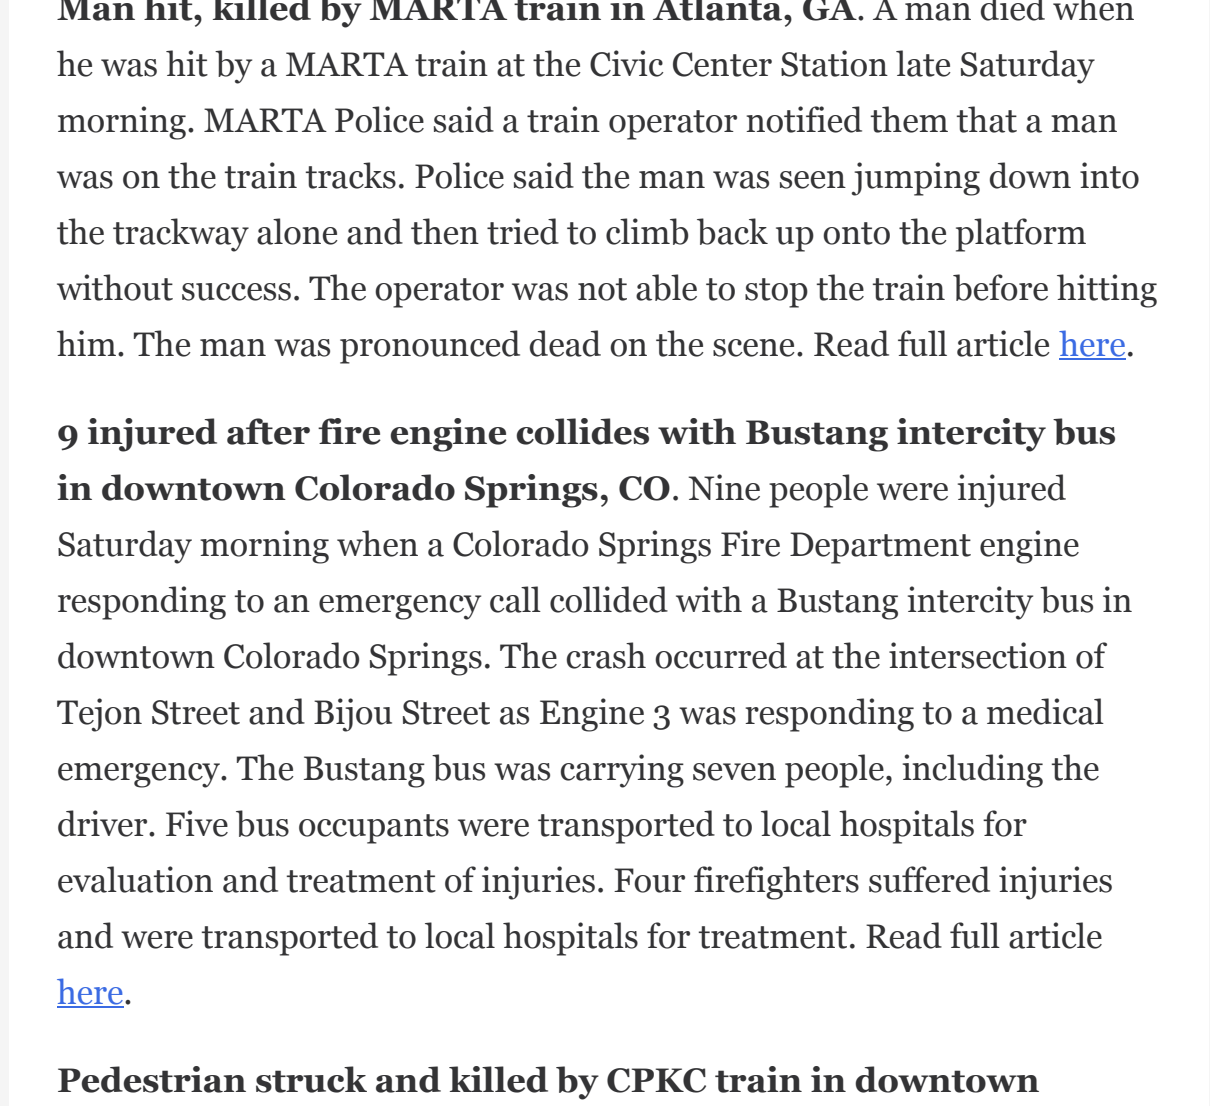 Man hit, killed by MARTA train in Atlanta, GA. A man died when
he was hit by a MARTA train at the Civic Center Station late Saturday
morning. MARTA Police said a train operator notified them that a man
was on the train tracks. Police said the man was seen jumping down into
the trackway alone and then tried to climb back up onto the platform
without success. The operator was not able to stop the train before hitting
him. The man was pronounced dead on the scene. Read full article here.
9 injured after fire engine collides with Bustang intercity bus
in downtown Colorado Springs, CO. Nine people were injured
Saturday morning when a Colorado Springs Fire Department engine
responding to an emergency call collided with a Bustang intercity bus in
downtown Colorado Springs. The crash occurred at the intersection of
Tejon Street and Bijou Street as Engine 3 was responding to a medical
emergency. The Bustang bus was carrying seven people, including the
driver. Five bus occupants were transported to local hospitals for
evaluation and treatment of injuries. Four firefighters suffered injuries
and were transported to local hospitals for treatment. Read full article
here.
Pedestrian struck and killed by CPKC train in downtown